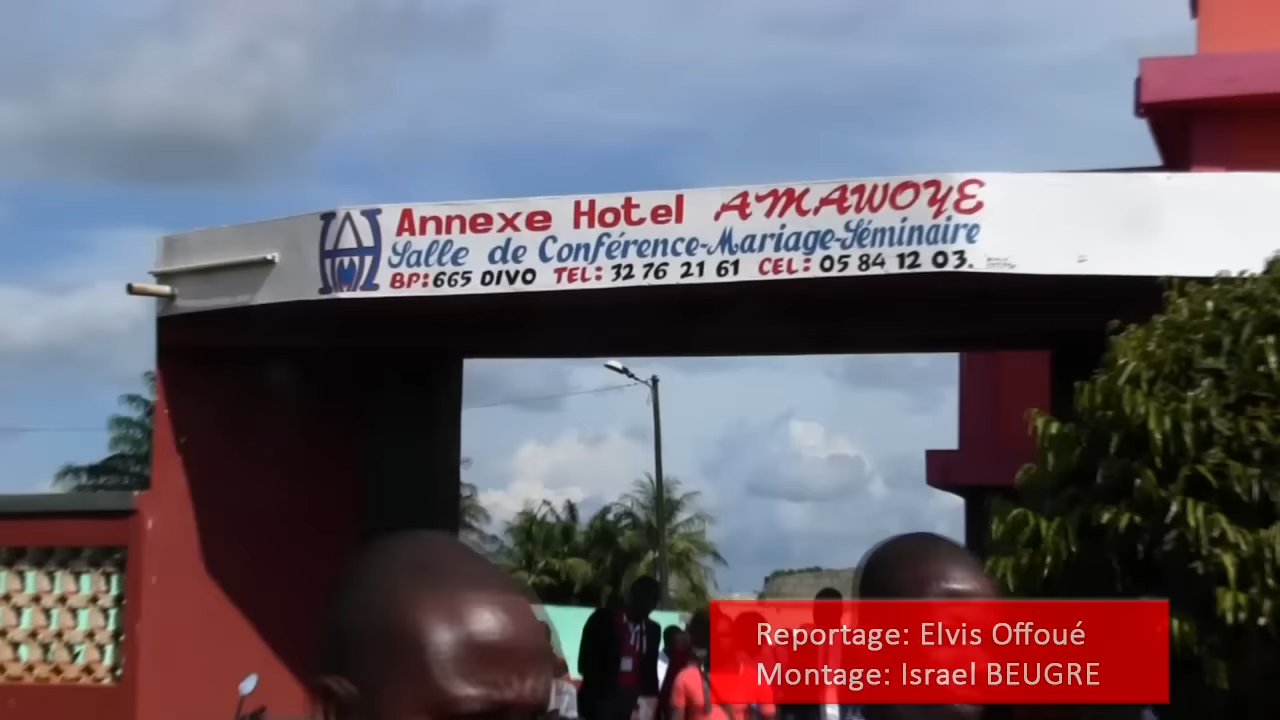 Annexe Hotel AMAWOYE
Salle de Conférence-Mariage-Séminaire
BP: 665 DIVO TEL: 32 76 21 61 CEL: 05 84 12 03.
Reportage: Elvis Offoué
Montage: Israel BEUGRE